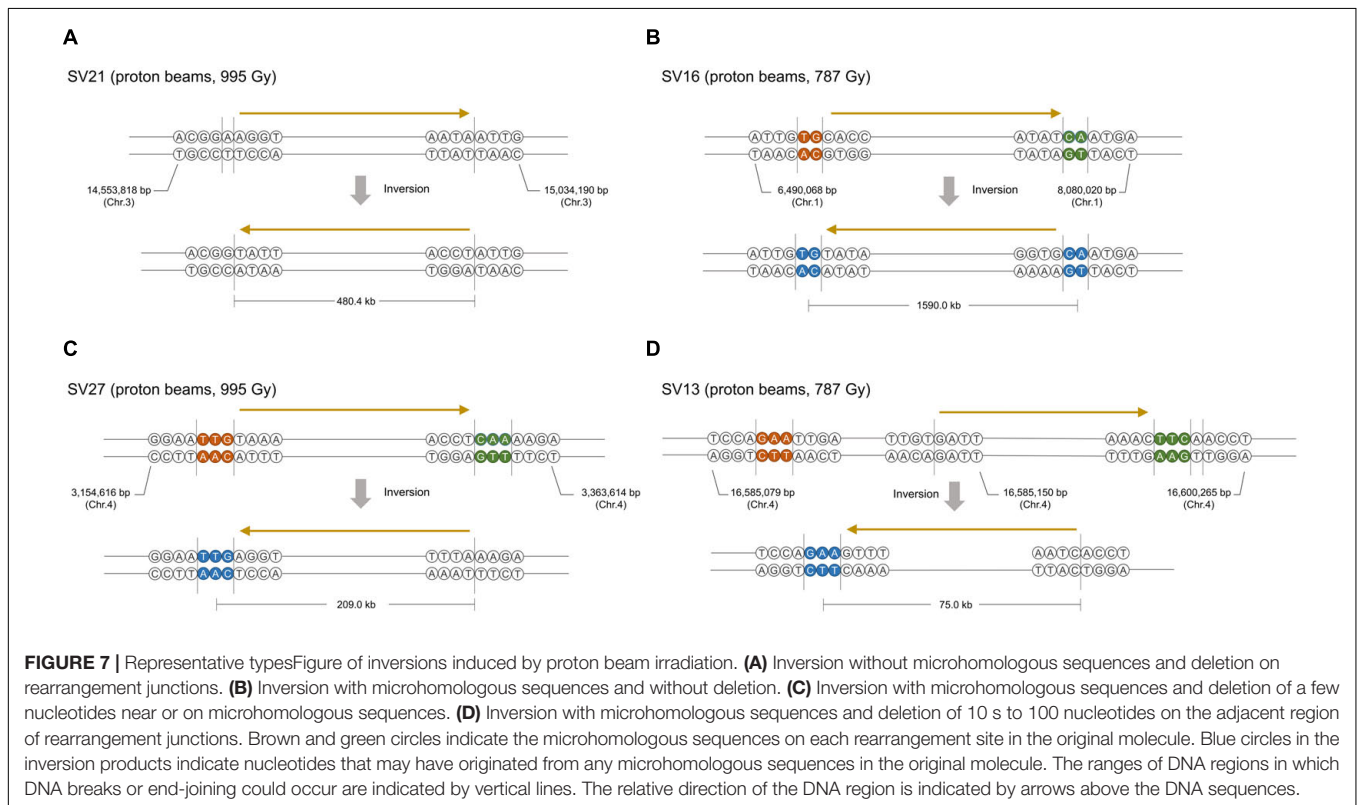 A
SV21 (proton beams, 995 Gy)
ACGGAAGGT AATAATTG
TGCCTTCCA TTATTAAC
14,553,818 bp
(Chr.3)
Inversion
15,034,190 bp
(Chr.3)
ACGGTATT ACCTATTG
TGCCATAA TGGATAAC
480.4 kb
B
SV16 (proton beams, 787 Gy)
ATTGTGCACC ATATCAATGA
TAACACGTGG TATAGTTACT
6,490,068 bp
(Chr.1)
Inversion
8,080,020 bp
(Chr.1)
ATTGTGTATA GGTGCAATGA
TAACACATAT AAAAGTTACT
1590.0 kb
C
SV27 (proton beams, 995 Gy)
GGAATTGTAAA ACCTCAAAAGA
CCTTAACATTT TGGAGTTTTCT
3,154,616 bp
(Chr.4)
Inversion
3,363,614 bp
(Chr.4)
GGAATTGAGGT TTTAAAGA
CCTTAACTCCA AAATTTCT
209.0 kb
D
SV13 (proton beams, 787 Gy)
TCCAGAATTGA TTGTGATT AAACTTCAACCT
AGGTCTTAACT AACAGATT TTTGAAGTTGGA
16,585,079 bp
(Chr.4)
Inversion
16,585,150 bp
(Chr.4)
16,600,265 bp
(Chr.4)
TCCAGAAGTTT AATCACCT
AGGTCTTCAAA TTACTGGA
75.0 kb
FIGURE 7 | Representative typesFigure of inversions induced by proton beam irradiation. (A) Inversion without microhomologous sequences and deletion on
rearrangement junctions. (B) Inversion with microhomologous sequences and without deletion. (C) Inversion with microhomologous sequences and deletion of a few
nucleotides near or on microhomologous sequences. (D) Inversion with microhomologous sequences and deletion of 10 s to 100 nucleotides on the adjacent region
of rearrangement junctions. Brown and green circles indicate the microhomologous sequences on each rearrangement site in the original molecule. Blue circles in the
inversion products indicate nucleotides that may have originated from any microhomologous sequences in the original molecule. The ranges of DNA regions in which
DNA breaks or end-joining could occur are indicated by vertical lines. The relative direction of the DNA region is indicated by arrows above the DNA sequences.